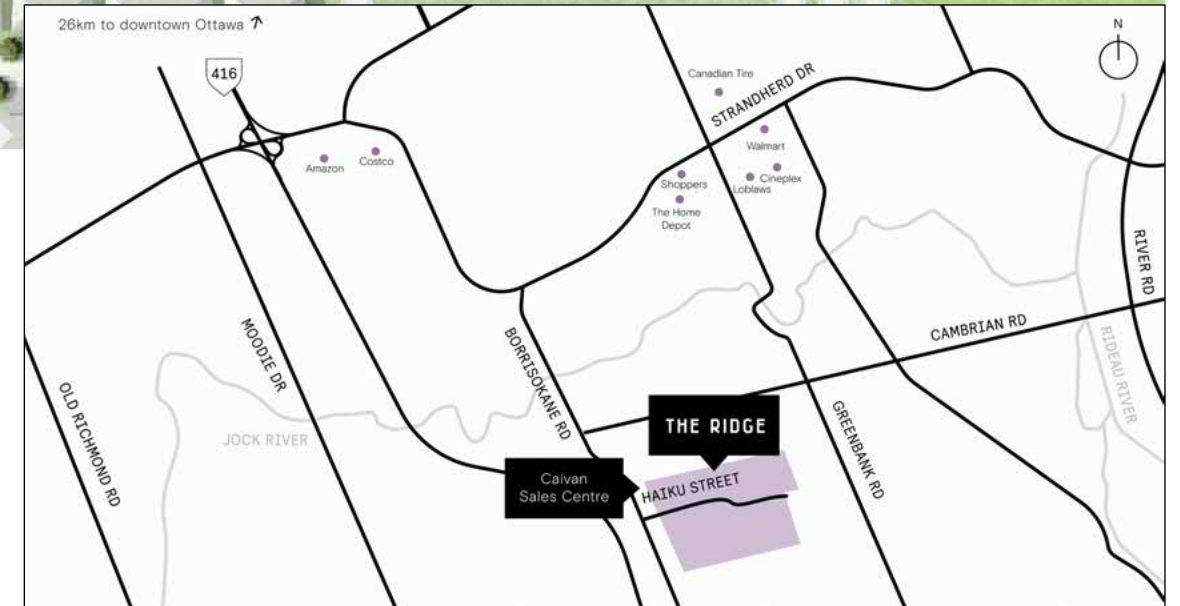 26km to downtown Ottawa
N
416
Canadian Tire
STRANDHERD DR
Walmart
Amazon
Costco
Shoppers
Cineplex
Loblaws
The Home
Depot
RIVER RD
MOODIE DR
BORRISOKANE RD
CAMBRIAN RD
RIDEAU RIVER
OLD RICHMOND RD
JOCK RIVER
THE RIDGE
GREENBANK RD
Caivan
Sales Centre
HAIKU STREET